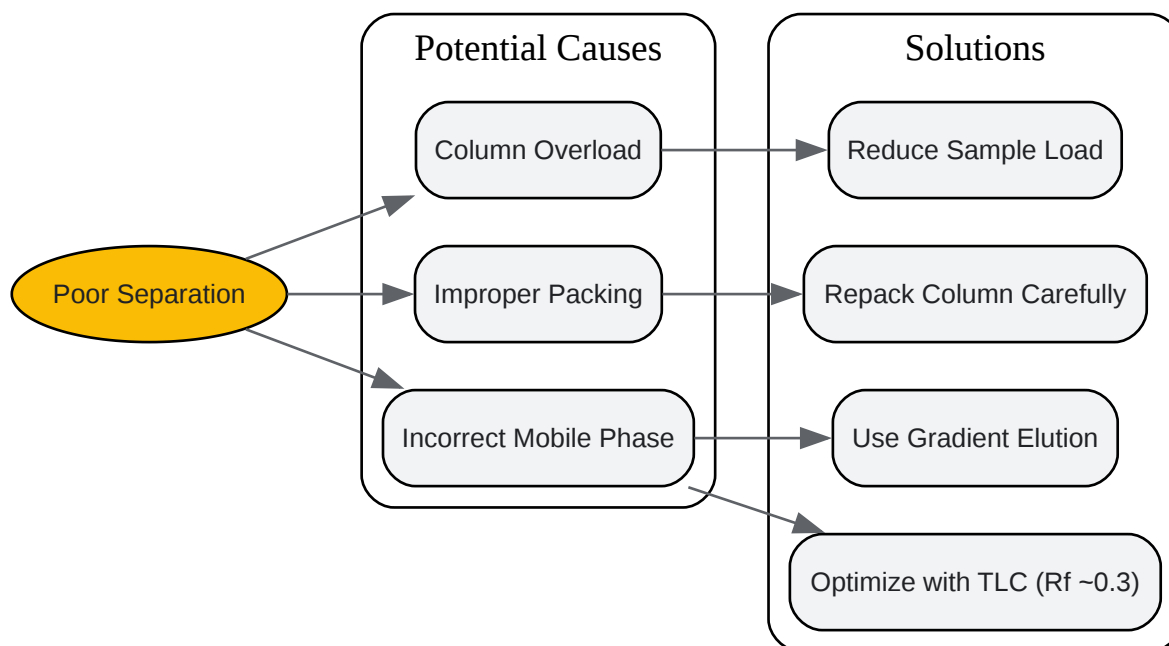 Potential Causes
Solutions
Column Overload
Reduce Sample Load
Poor Separation
Improper Packing
Repack Column Carefully
Incorrect Mobile Phase
Use Gradient Elution
Optimize with TLC (Rf ~0.3)